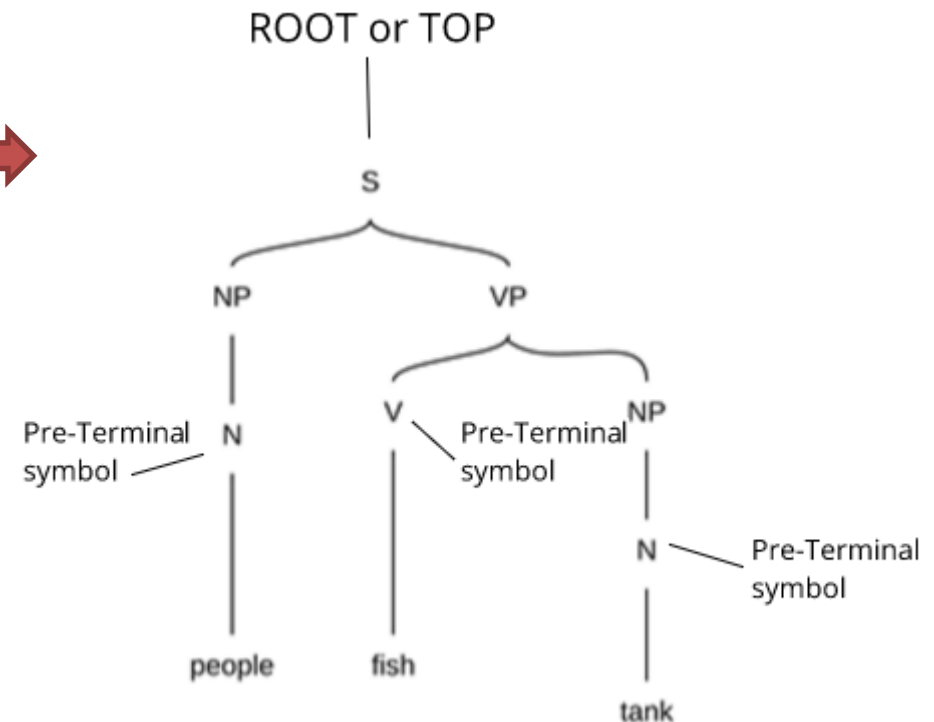 ROOT or TOP
S
NP
VP
V
NP
Pre-Terminal
symbol
N
Pre-Terminal
symbol
N
Pre-Terminal
symbol
people
fish
tank